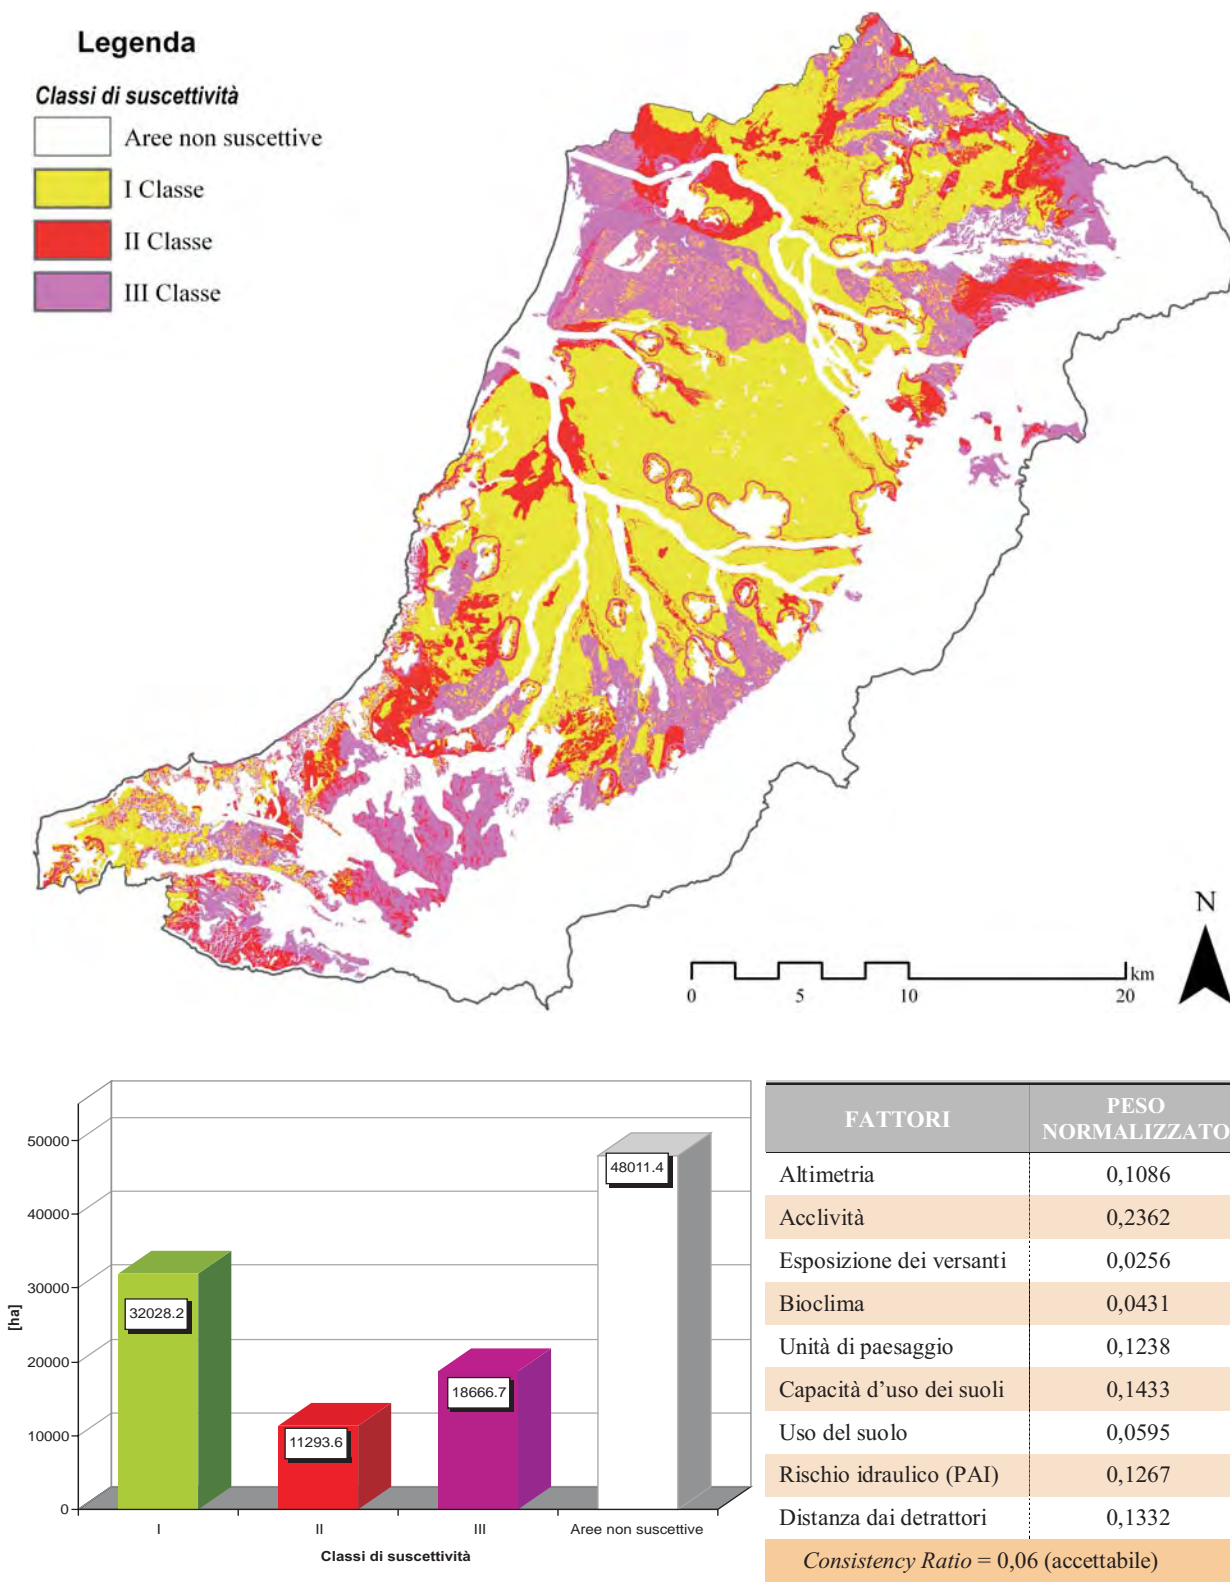 Legenda
Classi di suscettività
Aree non suscettive
I Classe
II Classe
III Classe
N
km
0 5 10 20
50000
40000
30000
20000
10000
0
[ha]
32028.2
11293.6
18666.7
48011.4
I II III Aree non suscettive
Classi di suscettività
FATTORI PESO NORMALIZZATO
Altimetria 0,1086
Acclività 0,2362
Esposizione dei versanti 0,0256
Bioclima 0,0431
Unità di paesaggio 0,1238
Capacità d'uso dei suoli 0,1433
Uso del suolo 0,0595
Rischio idraulico (PAI) 0,1267
Distanza dai detrattori 0,1332
Consistency Ratio = 0,06 (accettabile)